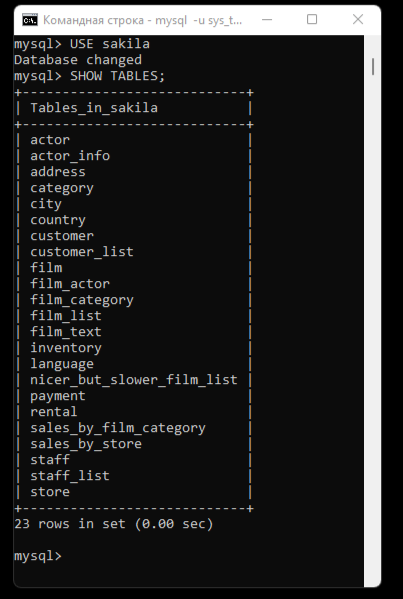 Командная строка - mysql -u sys_t...
mysql> USE sakila
Database changed
mysql> SHOW TABLES;
+----------------------------+
| Tables_in_sakila           |
+----------------------------+
| actor                      |
| actor_info                 |
| address                    |
| category                   |
| city                       |
| country                    |
| customer                   |
| customer_list              |
| film                       |
| film_actor                 |
| film_category              |
| film_list                  |
| film_text                  |
| inventory                  |
| language                   |
| nicer_but_slower_film_list |
| payment                    |
| rental                     |
| sales_by_film_category     |
| sales_by_store             |
| staff                      |
| staff_list                 |
| store                      |
+----------------------------+
23 rows in set (0.00 sec)
mysql>